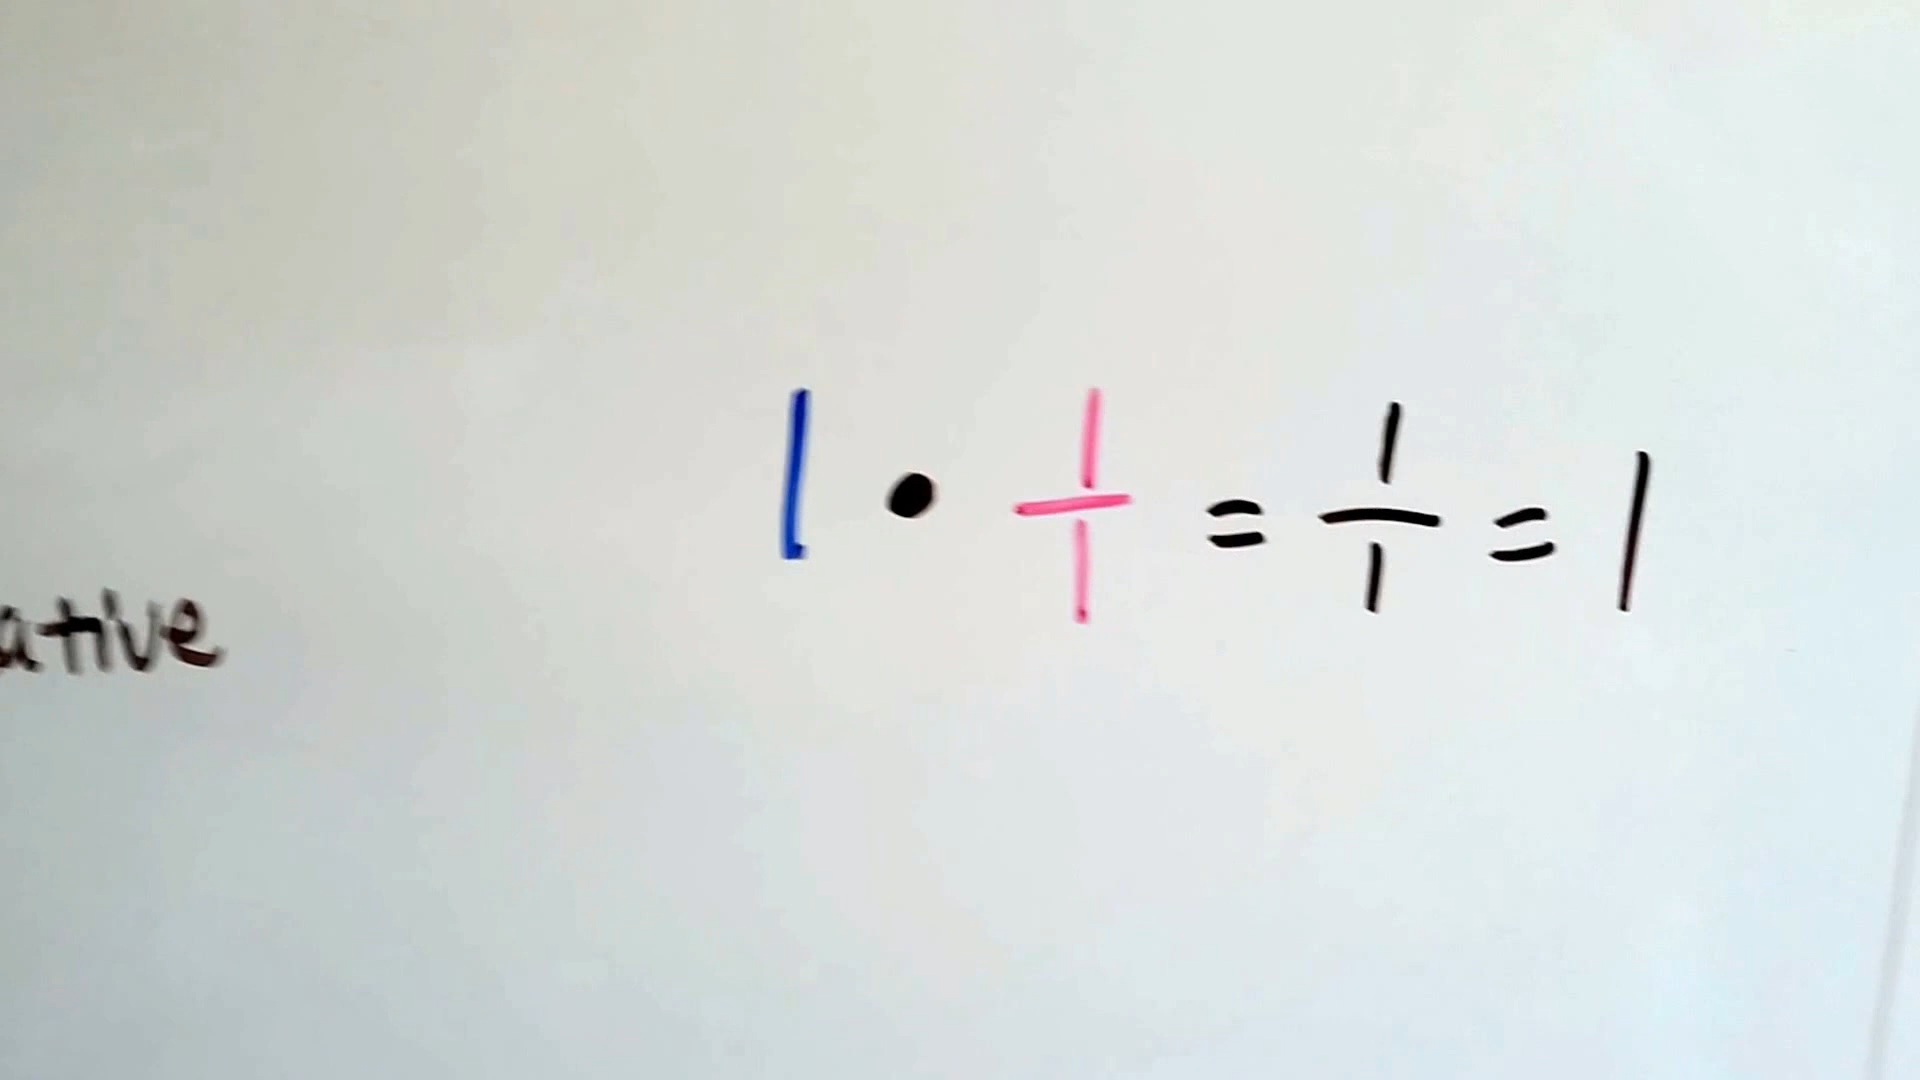 1 • 1/1 = 1/1 = 1
ative